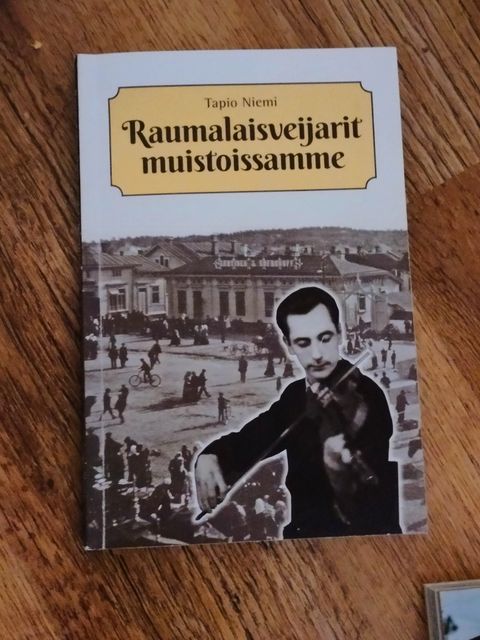 Tapio Niemi
Raumalaisveijarit
muistoissamme